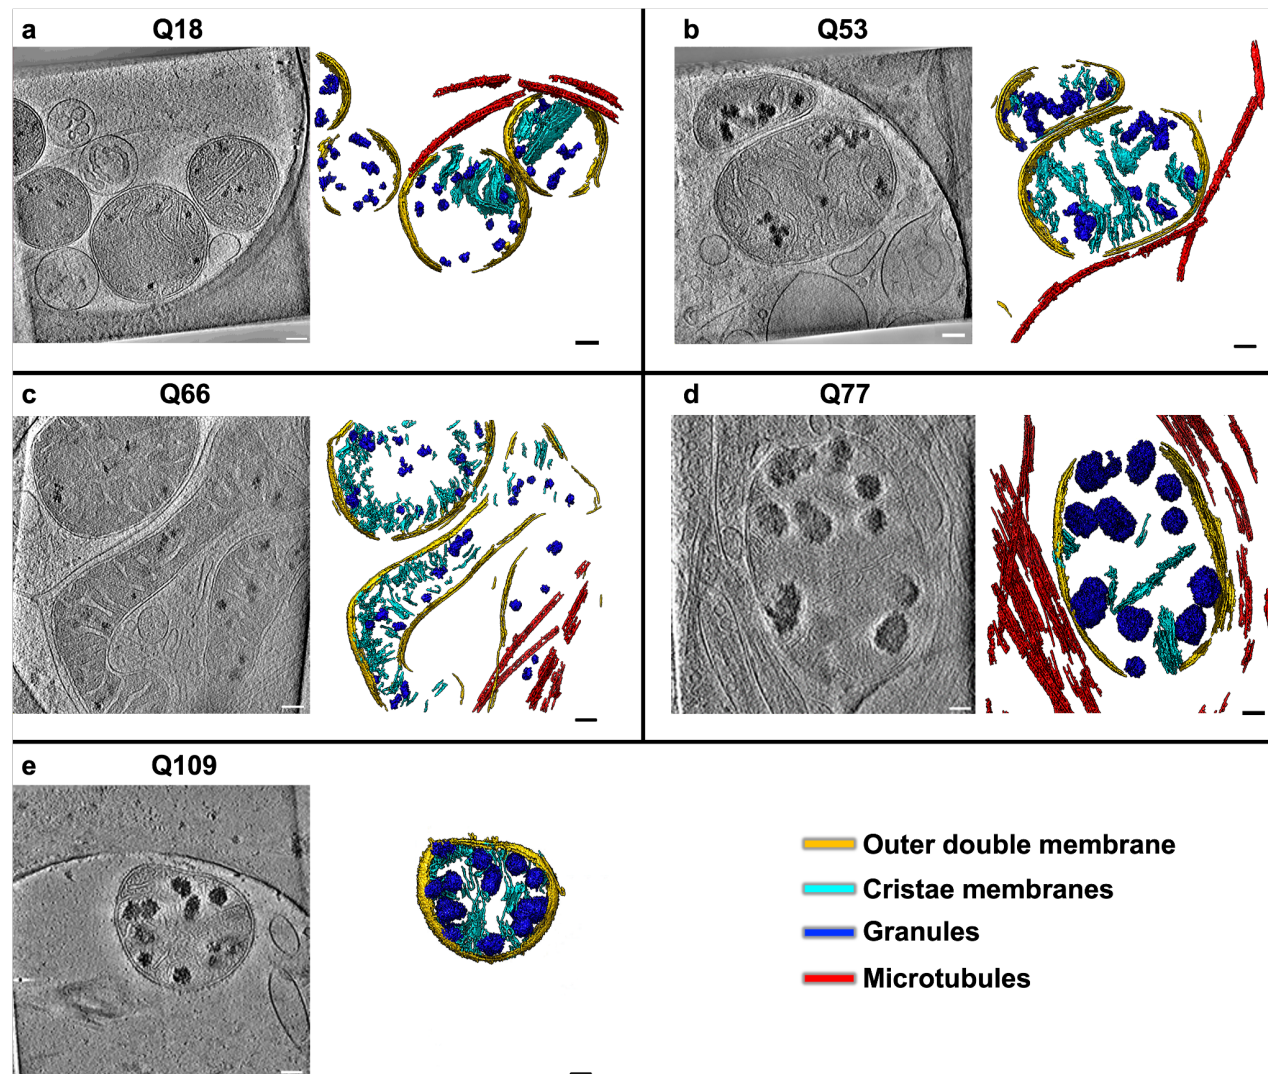 a Q18
b Q53
c Q66
d Q77
e Q109
Outer double membrane
Cristae membranes
Granules
Microtubules